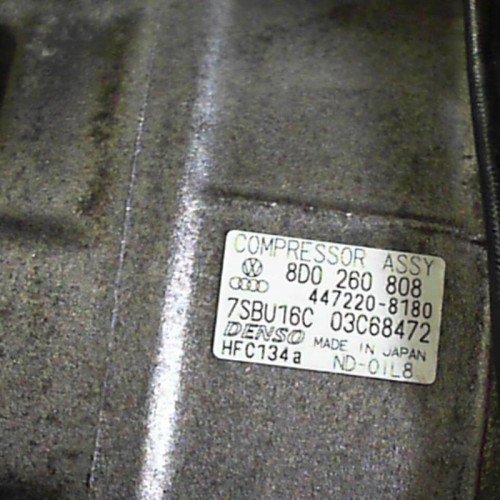 COMPRESSOR ASSY
8D0 260 808
447220-8180
7SBU16C 03C68472
DENSO MADE IN JAPAN
HFC134a ND-OIL8